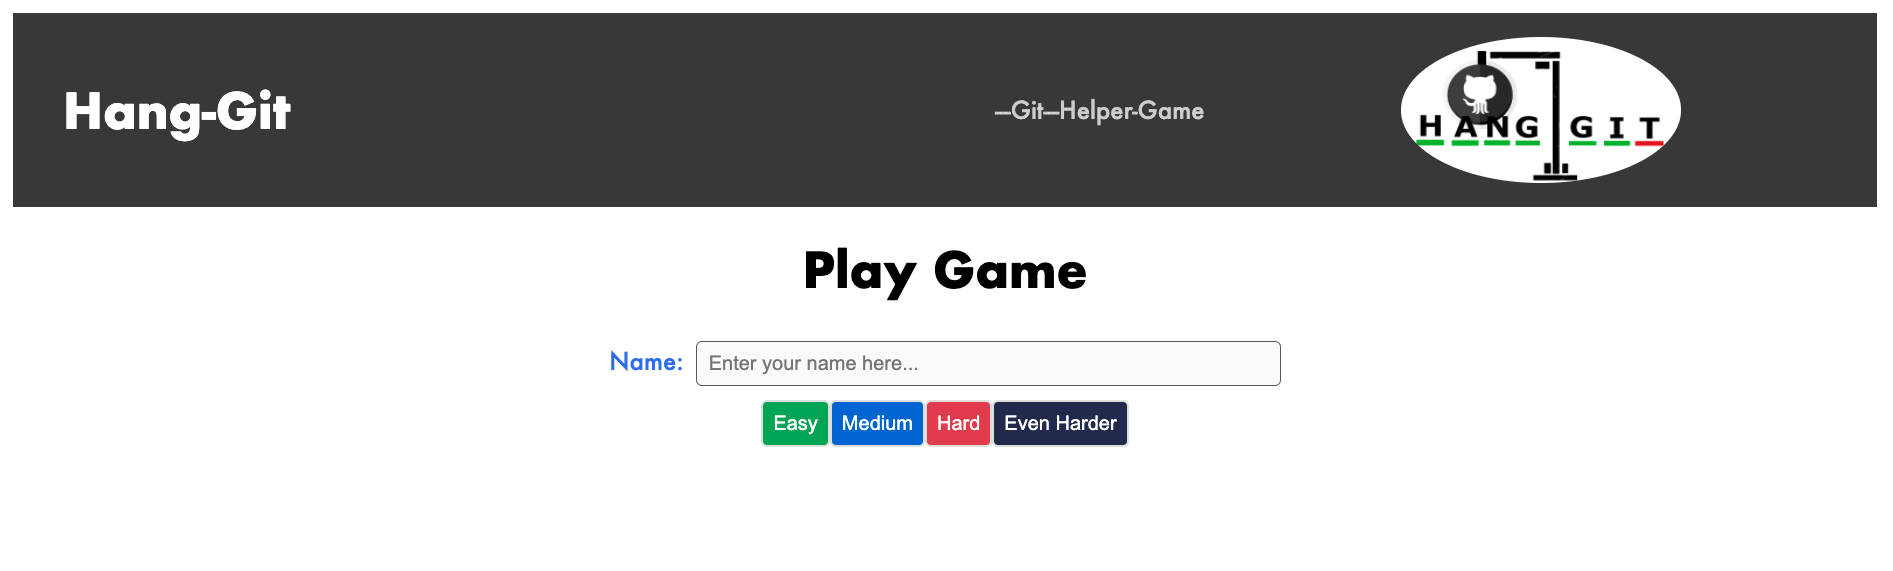 Hang-Git
—Git—Helper-Game
HANG GIT
Play Game
Name: Enter your name here...
Easy Medium Hard Even Harder